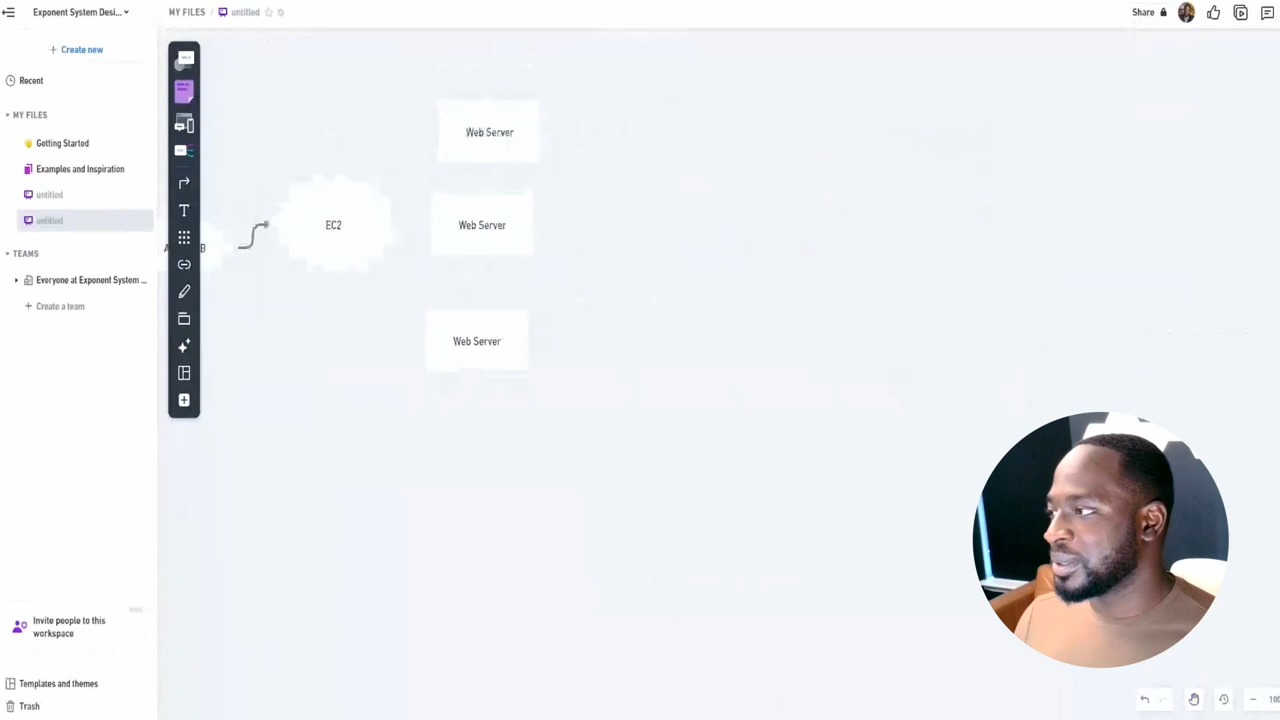 Exponent System Desi...
MY FILES / untitled
Share
Create new
Recent
MY FILES
Getting Started
Examples and Inspiration
untitled
untitled
TEAMS
Everyone at Exponent System ...
Create a team
Web Server
EC2
Web Server
Web Server
Invite people to this
workspace
Templates and themes
Trash